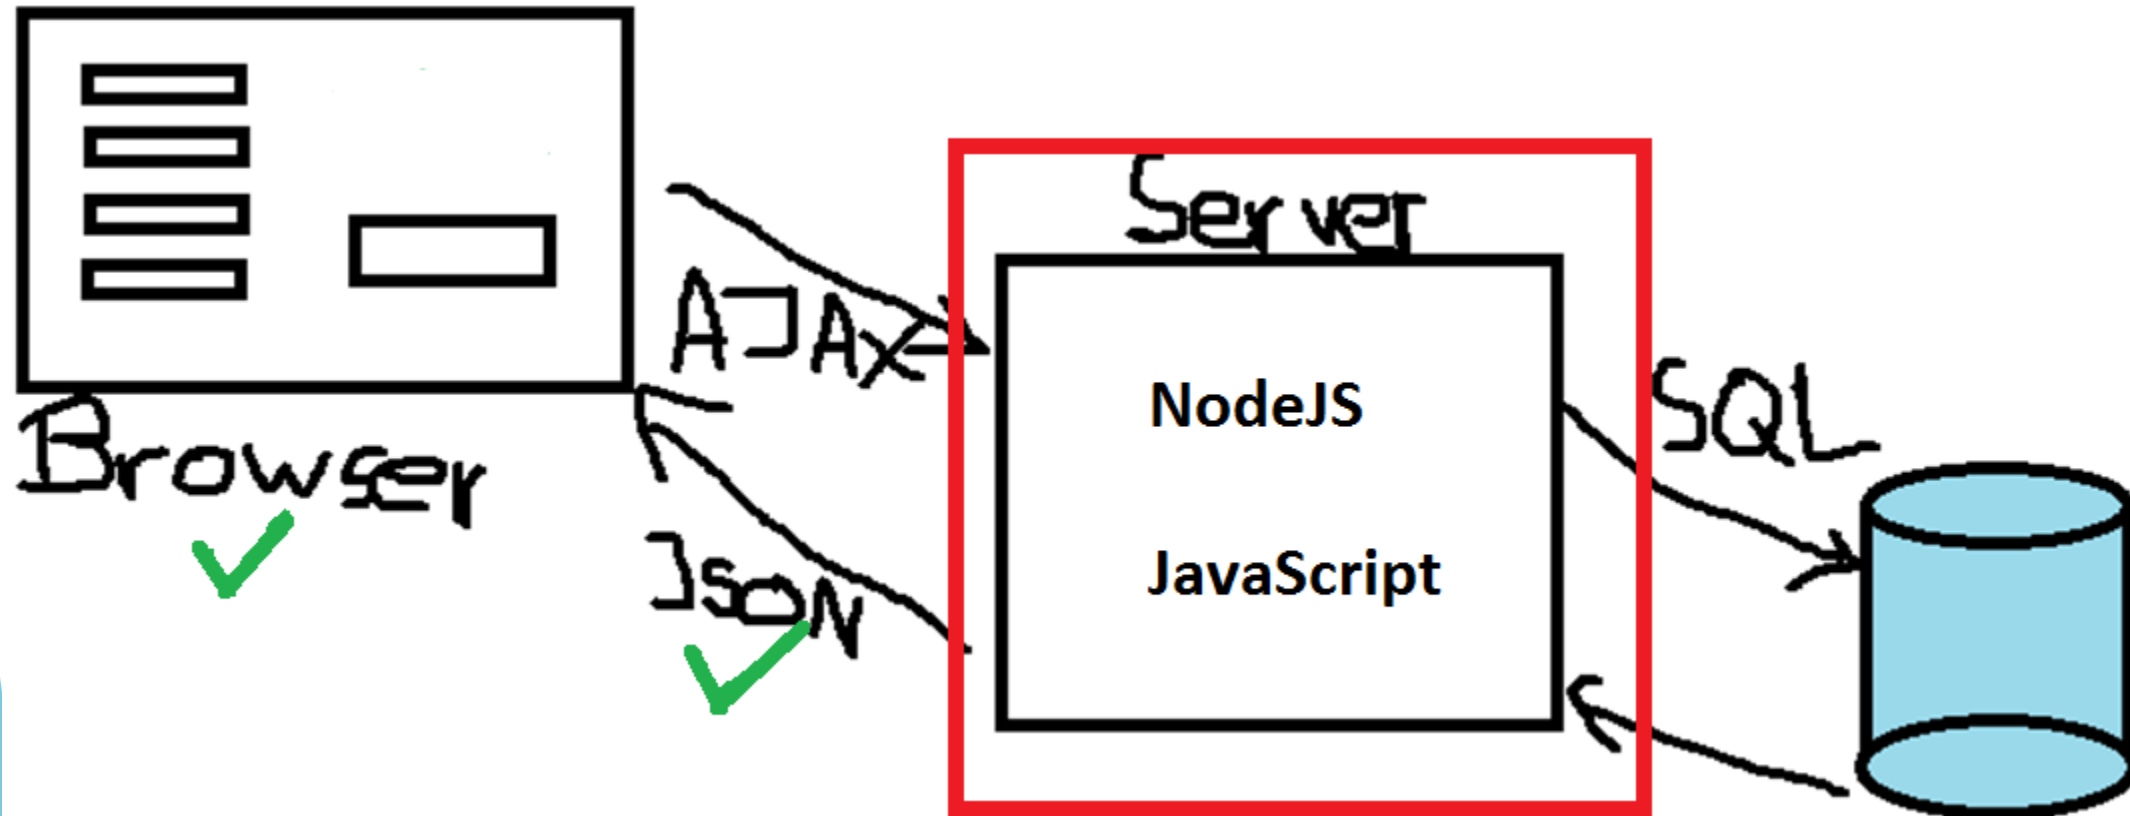 Server
AJAX
NodeJS
SQL
Browser
JSON
JavaScript